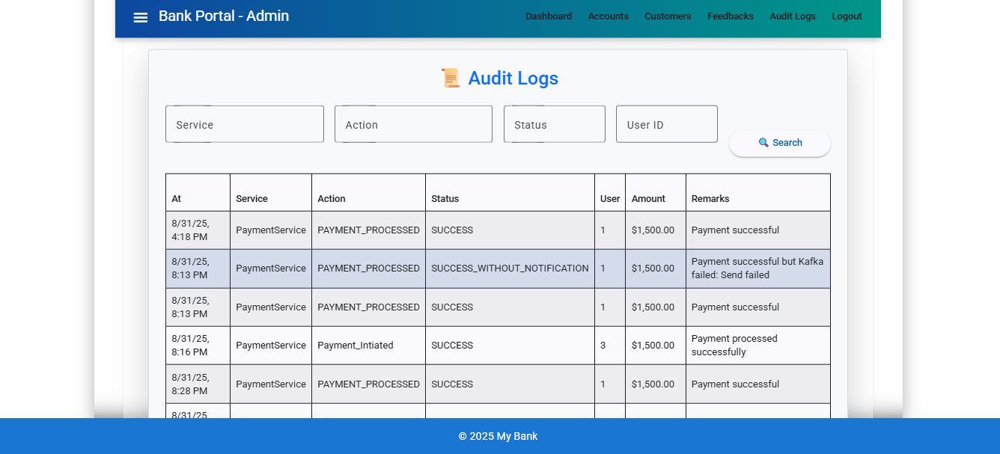 Bank Portal - Admin
Dashboard Accounts Customers Feedbacks Audit Logs Logout
Audit Logs
Service Action Status User ID
Search
At Service Action Status User Amount Remarks
8/31/25, 4:18 PM PaymentService PAYMENT_PROCESSED SUCCESS 1 $1,500.00 Payment successful
8/31/25, 8:13 PM PaymentService PAYMENT_PROCESSED SUCCESS_WITHOUT_NOTIFICATION 1 $1,500.00 Payment successful but Kafka failed: Send failed
8/31/25, 8:13 PM PaymentService PAYMENT_PROCESSED SUCCESS 1 $1,500.00 Payment successful
8/31/25, 8:16 PM PaymentService Payment_Intiated SUCCESS 3 $1,500.00 Payment processed successfully
8/31/25, 8:28 PM PaymentService PAYMENT_PROCESSED SUCCESS 1 $1,500.00 Payment successful
8/31/25
© 2025 My Bank